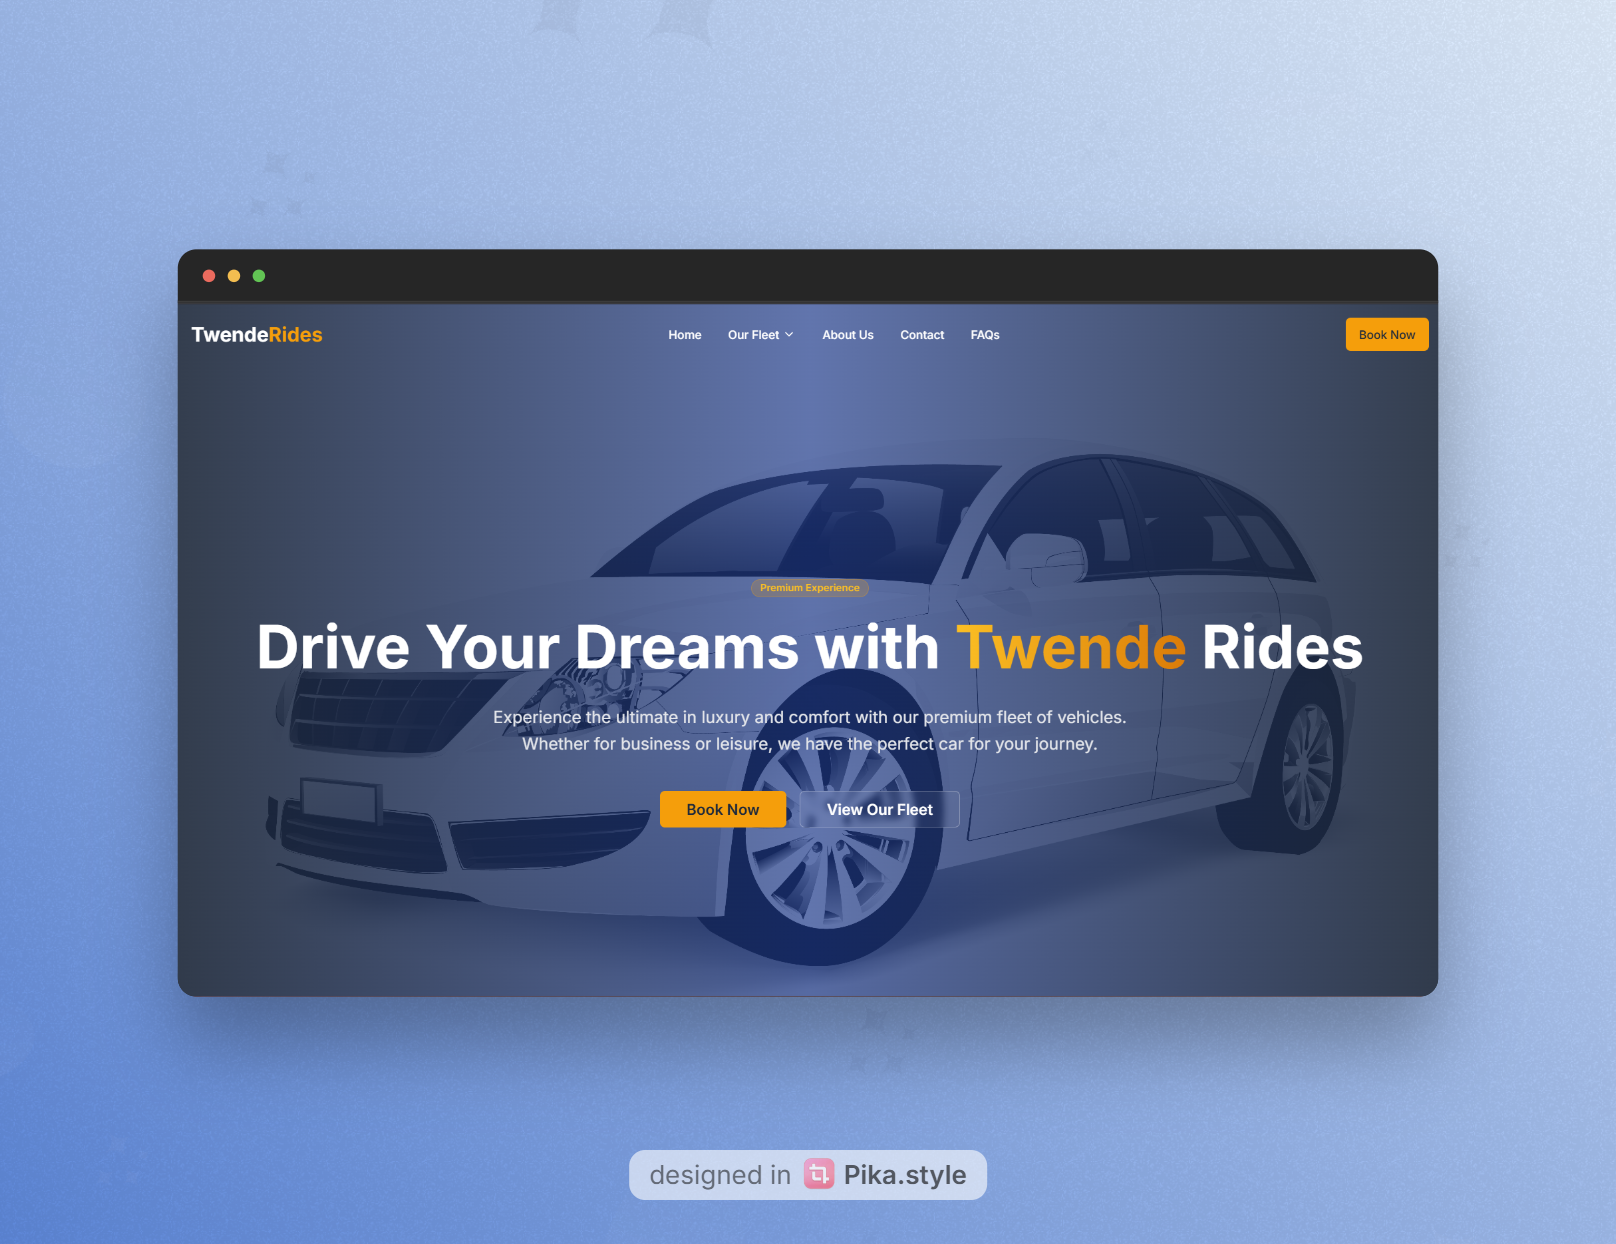 TwendeRides
Home
Our Fleet
About Us
Contact
FAQs
Book Now
Premium Experience
Drive Your Dreams with Twende Rides
Experience the ultimate in luxury and comfort with our premium fleet of vehicles.
Whether for business or leisure, we have the perfect car for your journey.
Book Now
View Our Fleet
designed in Pika.style